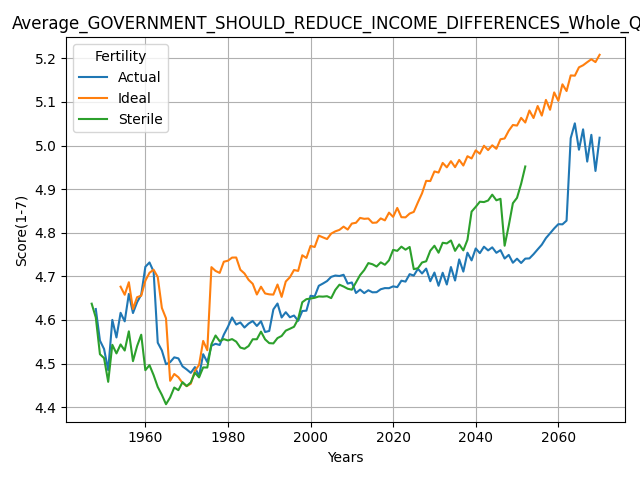 Average_GOVERNMENT_SHOULD_REDUCE_INCOME_DIFFERENCES_Whole_Q
Fertility
Actual
Ideal
Sterile
Score(1-7)
5.2
5.1
5.0
4.9
4.8
4.7
4.6
4.5
4.4
1960 1980 2000 2020 2040 2060
Years